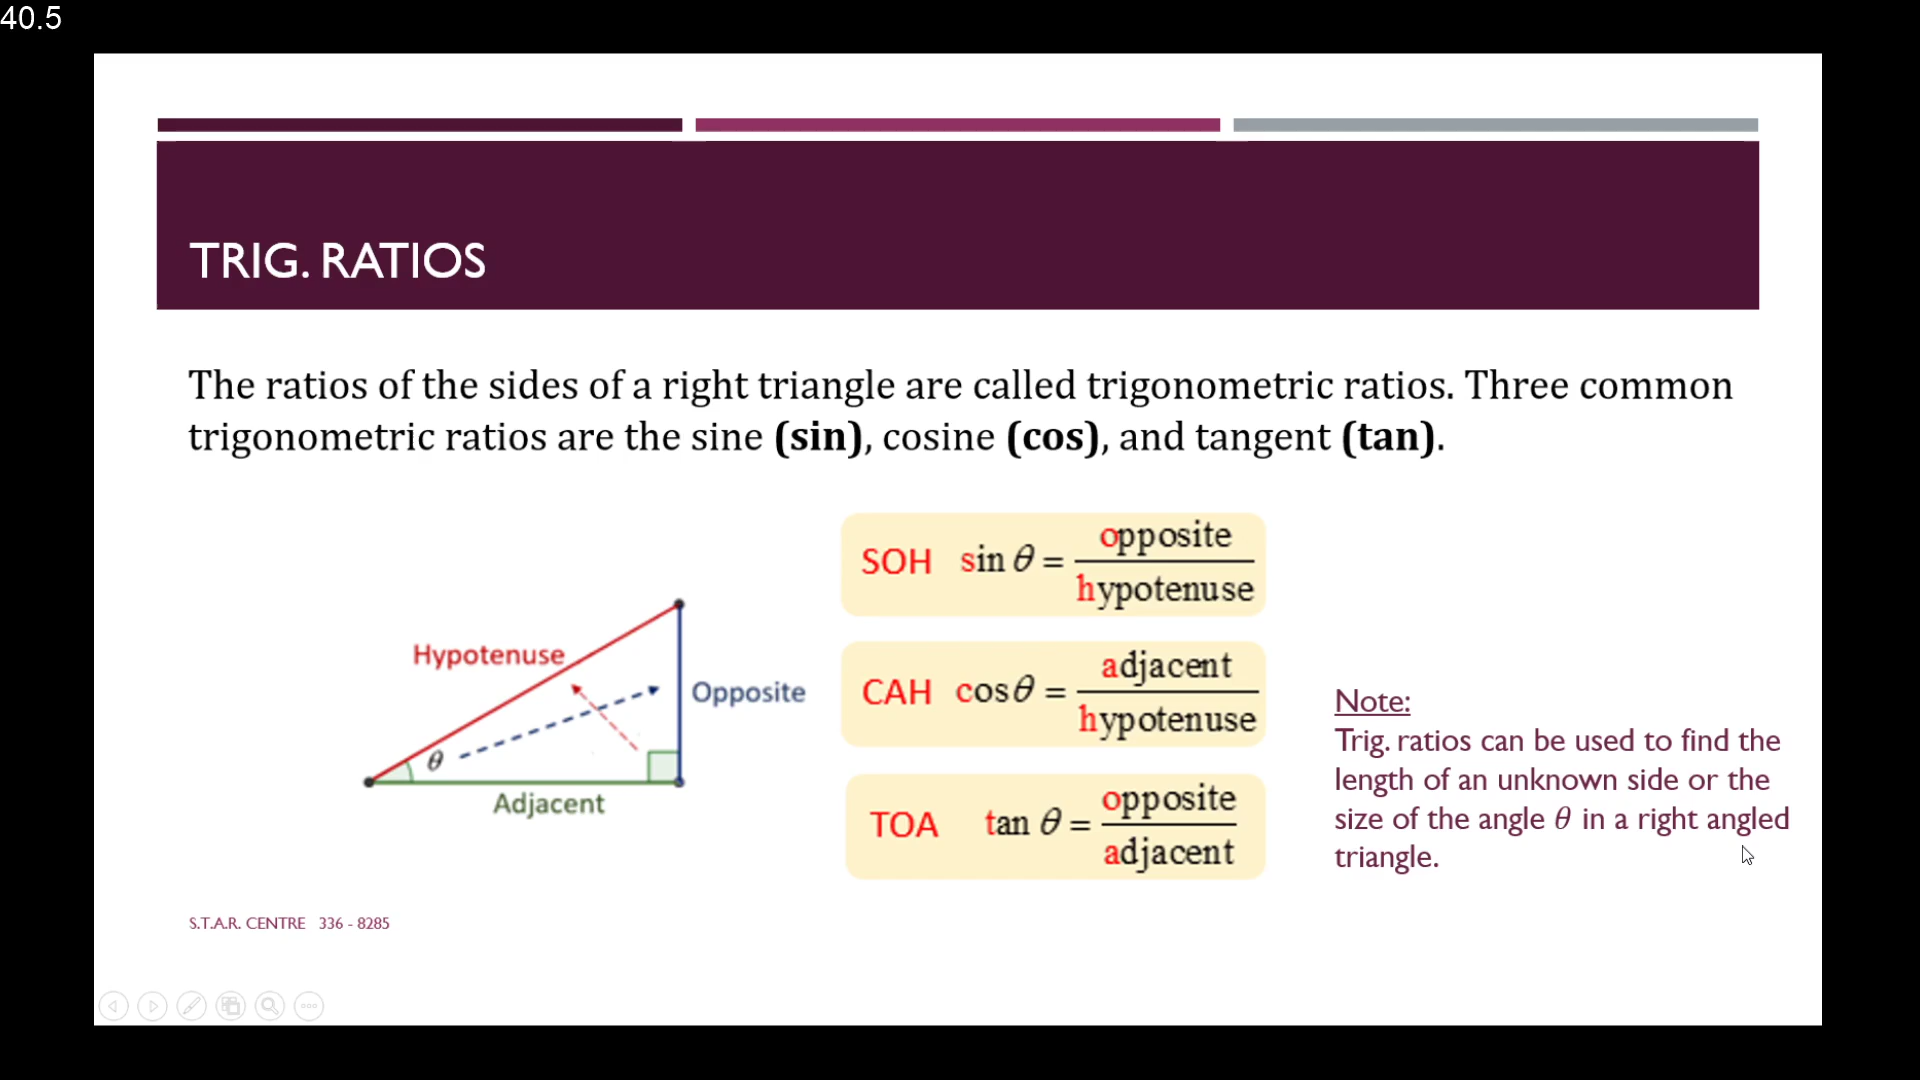 40.5
TRIG. RATIOS
The ratios of the sides of a right triangle are called trigonometric ratios. Three common
trigonometric ratios are the sine (sin), cosine (cos), and tangent (tan).
Hypotenuse
Opposite
θ
Adjacent
SOH sin θ = opposite / hypotenuse
CAH cos θ = adjacent / hypotenuse
TOA tan θ = opposite / adjacent
Note:
Trig. ratios can be used to find the
length of an unknown side or the
size of the angle θ in a right angled
triangle.
S.T.A.R. CENTRE 336 - 8285